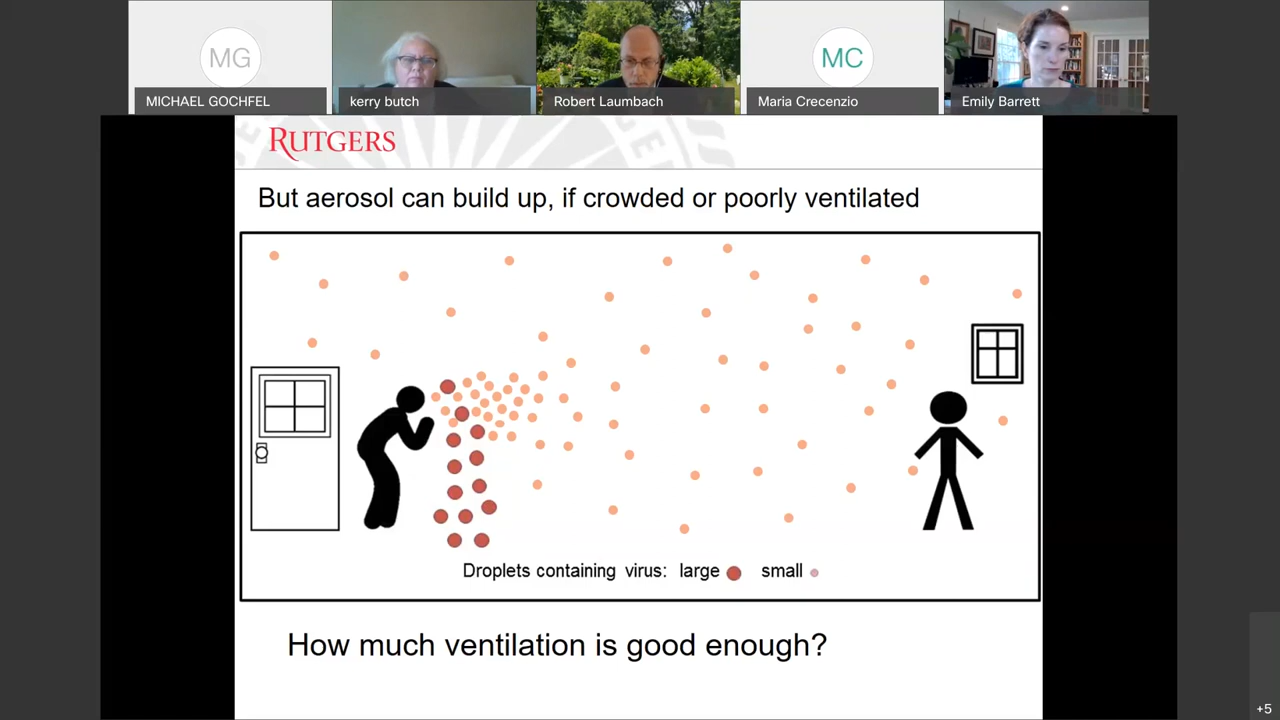 MG
MICHAEL GOCHFEL
kerry butch
Robert Laumbach
MC
Maria Crecenzio
Emily Barrett
RUTGERS
But aerosol can build up, if crowded or poorly ventilated
Droplets containing virus: large small
How much ventilation is good enough?
+5